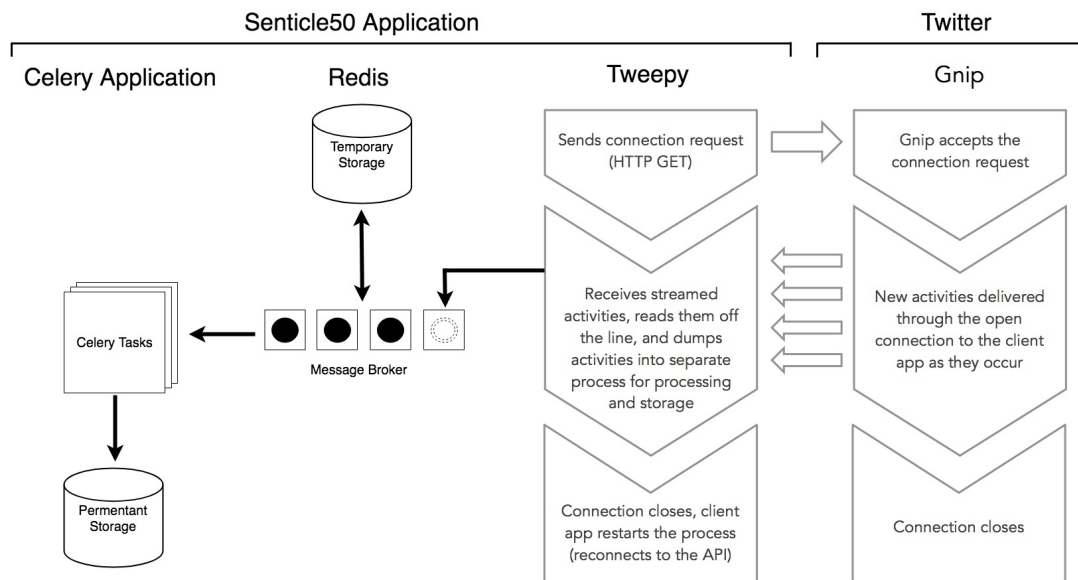 Senticle50 Application
Twitter
Celery Application
Redis
Tweepy
Gnip
Temporary
Storage
Sends connection request
(HTTP GET)
Gnip accepts the
connection request
Celery Tasks
Message Broker
Receives streamed
activities, reads them off
the line, and dumps
activities into separate
process for processing
and storage
New activities delivered
through the open
connection to the client
app as they occur
Permentant
Storage
Connection closes, client
app restarts the process
(reconnects to the API)
Connection closes